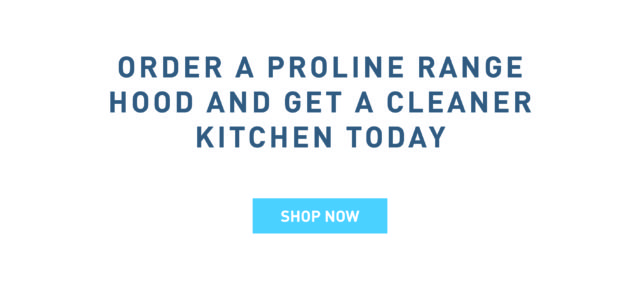 ORDER A PROLINE RANGE
HOOD AND GET A CLEANER
KITCHEN TODAY
SHOP NOW